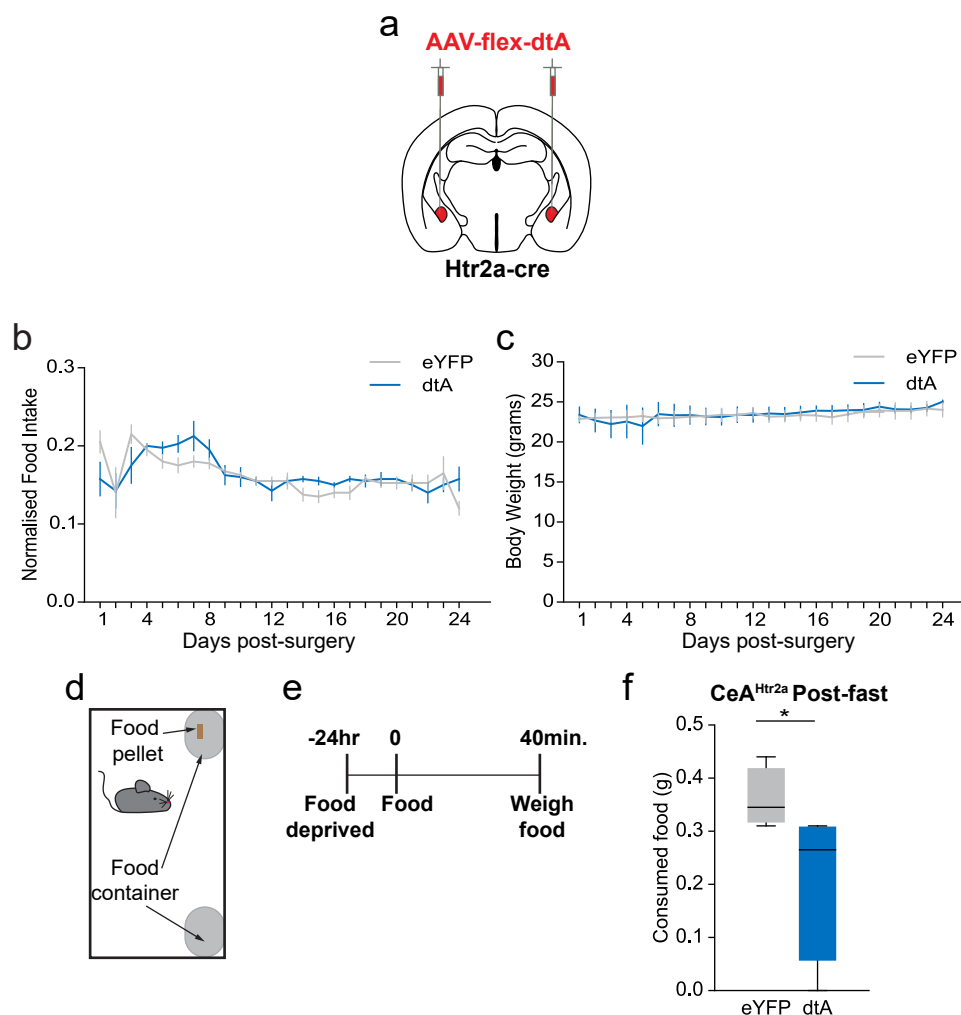 a
AAV-flex-dtA
Htr2a-cre
b
Normalised Food Intake
0.3
0.2
0.1
0.0
eYFP
dtA
1 4 8 12 16 20 24
Days post-surgery
c
Body Weight (grams)
30
25
20
15
10
5
0
eYFP
dtA
1 4 8 12 16 20 24
Days post-surgery
d
Food
pellet
Food
container
e
-24hr 0 40min.
Food Food Weigh
deprived food
f
CeA^Htr2a Post-fast
*
Consumed food (g)
0.5
0.4
0.3
0.2
0.1
0.0
eYFP dtA